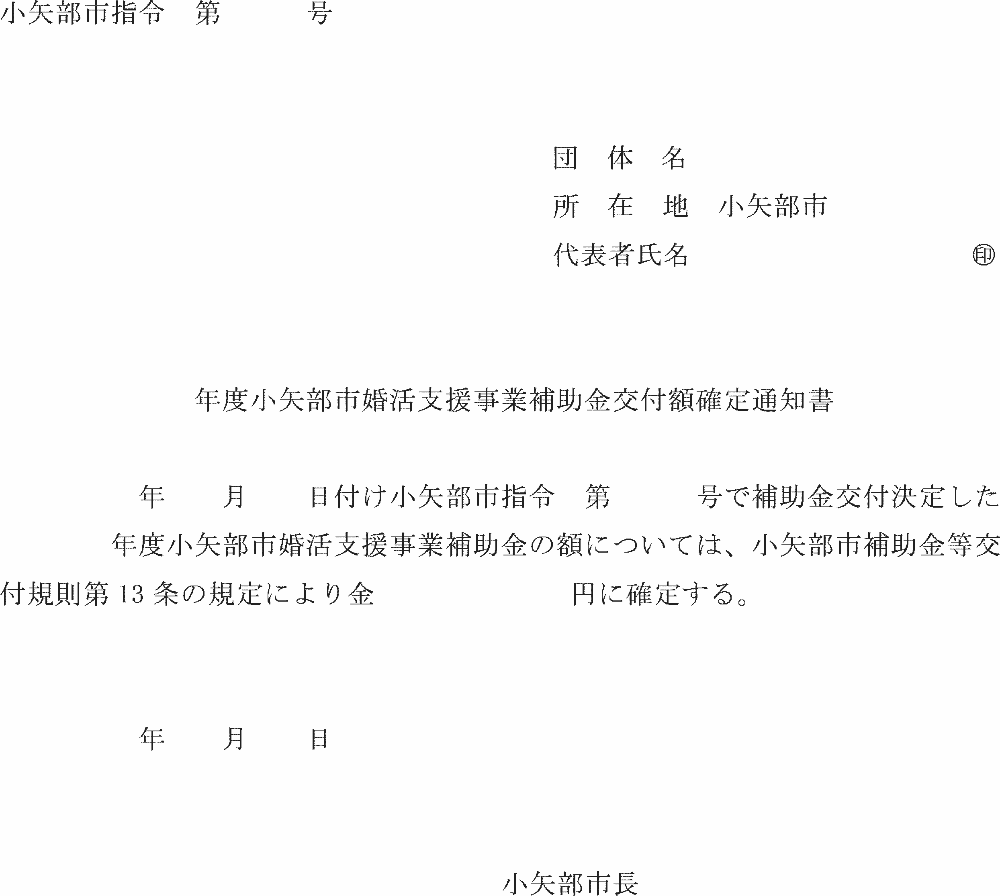 小矢部市指令　第　　　号
団　体　名
所　在　地　小矢部市
代表者氏名　　　　　　　　　　㊞
年度小矢部市婚活支援事業補助金交付額確定通知書
年　　月　　日付け小矢部市指令　第　　　号で補助金交付決定した
年度小矢部市婚活支援事業補助金の額については、小矢部市補助金等交
付規則第 13 条の規定により金　　　　　　　円に確定する。
年　　月　　日
小矢部市長